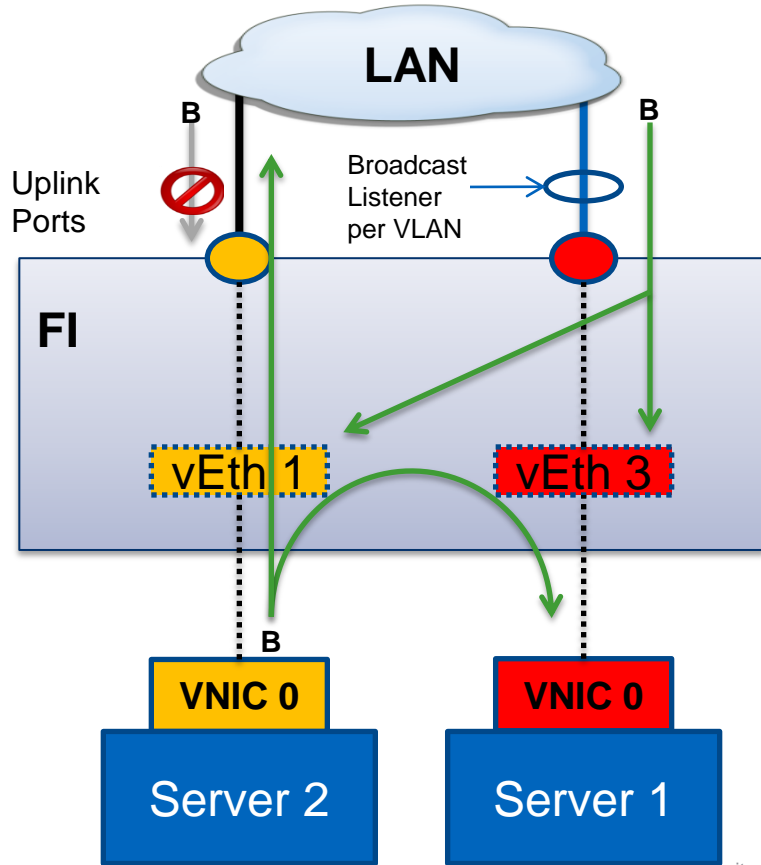 LAN
B
B
Uplink
Ports
Broadcast
Listener
per VLAN
FI
vEth 1
vEth 3
B
VNIC 0
VNIC 0
Server 2
Server 1